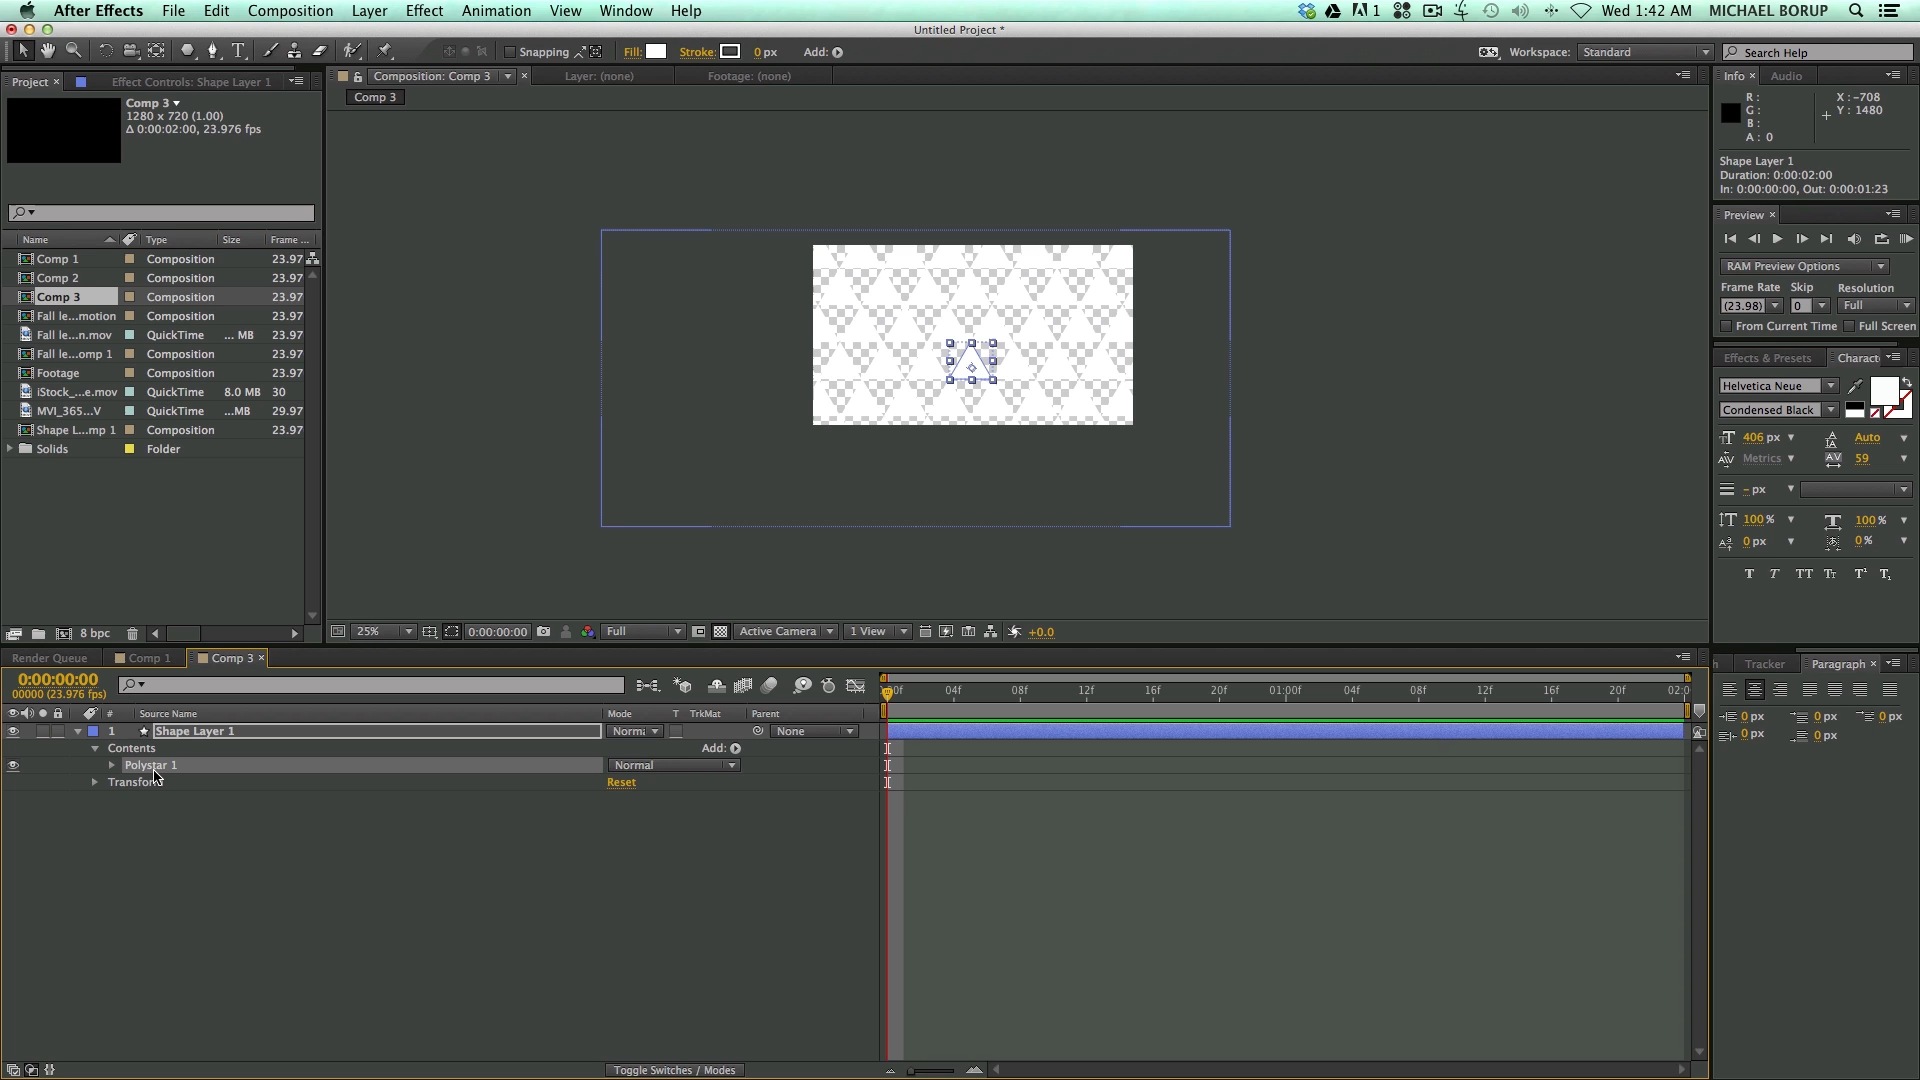 After Effects File Edit Composition Layer Effect Animation View Window Help 1 Wed 1:42 AM MICHAEL BORUP
Untitled Project *
T Snapping Fill: Stroke: 0 px Add: Workspace: Standard Search Help
Project × Effect Controls: Shape Layer 1 Composition: Comp 3 × Layer: (none) Footage: (none) Info × Audio
Comp 3
Comp 3
1280 x 720 (1.00)
Δ 0:00:02:00, 23.976 fps
R:
G:
B:
A: 0
X: -708
Y: 1480
Shape Layer 1
Duration: 0:00:02:00
In: 0:00:00:00, Out: 0:00:01:23
Preview ×
RAM Preview Options
Frame Rate Skip Resolution
(23.98) 0 Full
From Current Time Full Screen
Name Type Size Frame ...
Comp 1 Composition 23.97
Comp 2 Composition 23.97
Comp 3 Composition 23.97
Fall le...motion Composition 23.97
Fall le...n.mov QuickTime ... MB 23.97
Fall le...omp 1 Composition 23.97
Footage Composition 23.97
iStock_...e.mov QuickTime 8.0 MB 30
MVI_365...V QuickTime ...MB 29.97
Shape L...mp 1 Composition 23.97
Solids Folder
8 bpc
25% 0:00:00:00 Full Active Camera 1 View +0.0
Effects & Presets Charact
Helvetica Neue
Condensed Black
406 px Auto
Metrics 59
- px
100 % 100 %
0 px 0 %
T T TT Tt T¹ T₁
Render Queue Comp 1 Comp 3 ×
0:00:00:00
00000 (23.976 fps)
# Source Name Mode T TrkMat Parent
:00f 04f 08f 12f 16f 20f 01:00f 04f 08f 12f 16f 20f 02:0
1 Shape Layer 1 Norma None
Contents Add:
Polystar 1 Normal
Transform Reset
Toggle Switches / Modes
Tracker Paragraph ×
0 px 0 px 0 px
0 px 0 px